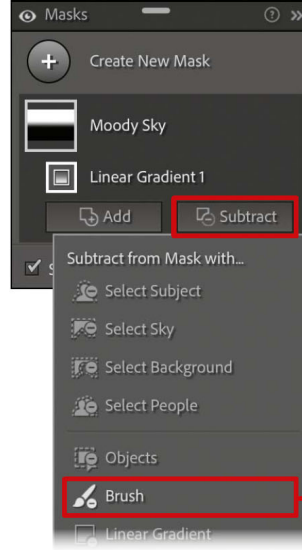 Masks
Create New Mask
Moody Sky
Linear Gradient 1
Add Subtract
Subtract from Mask with...
Select Subject
Select Sky
Select Background
Select People
Objects
Brush
Linear Gradient